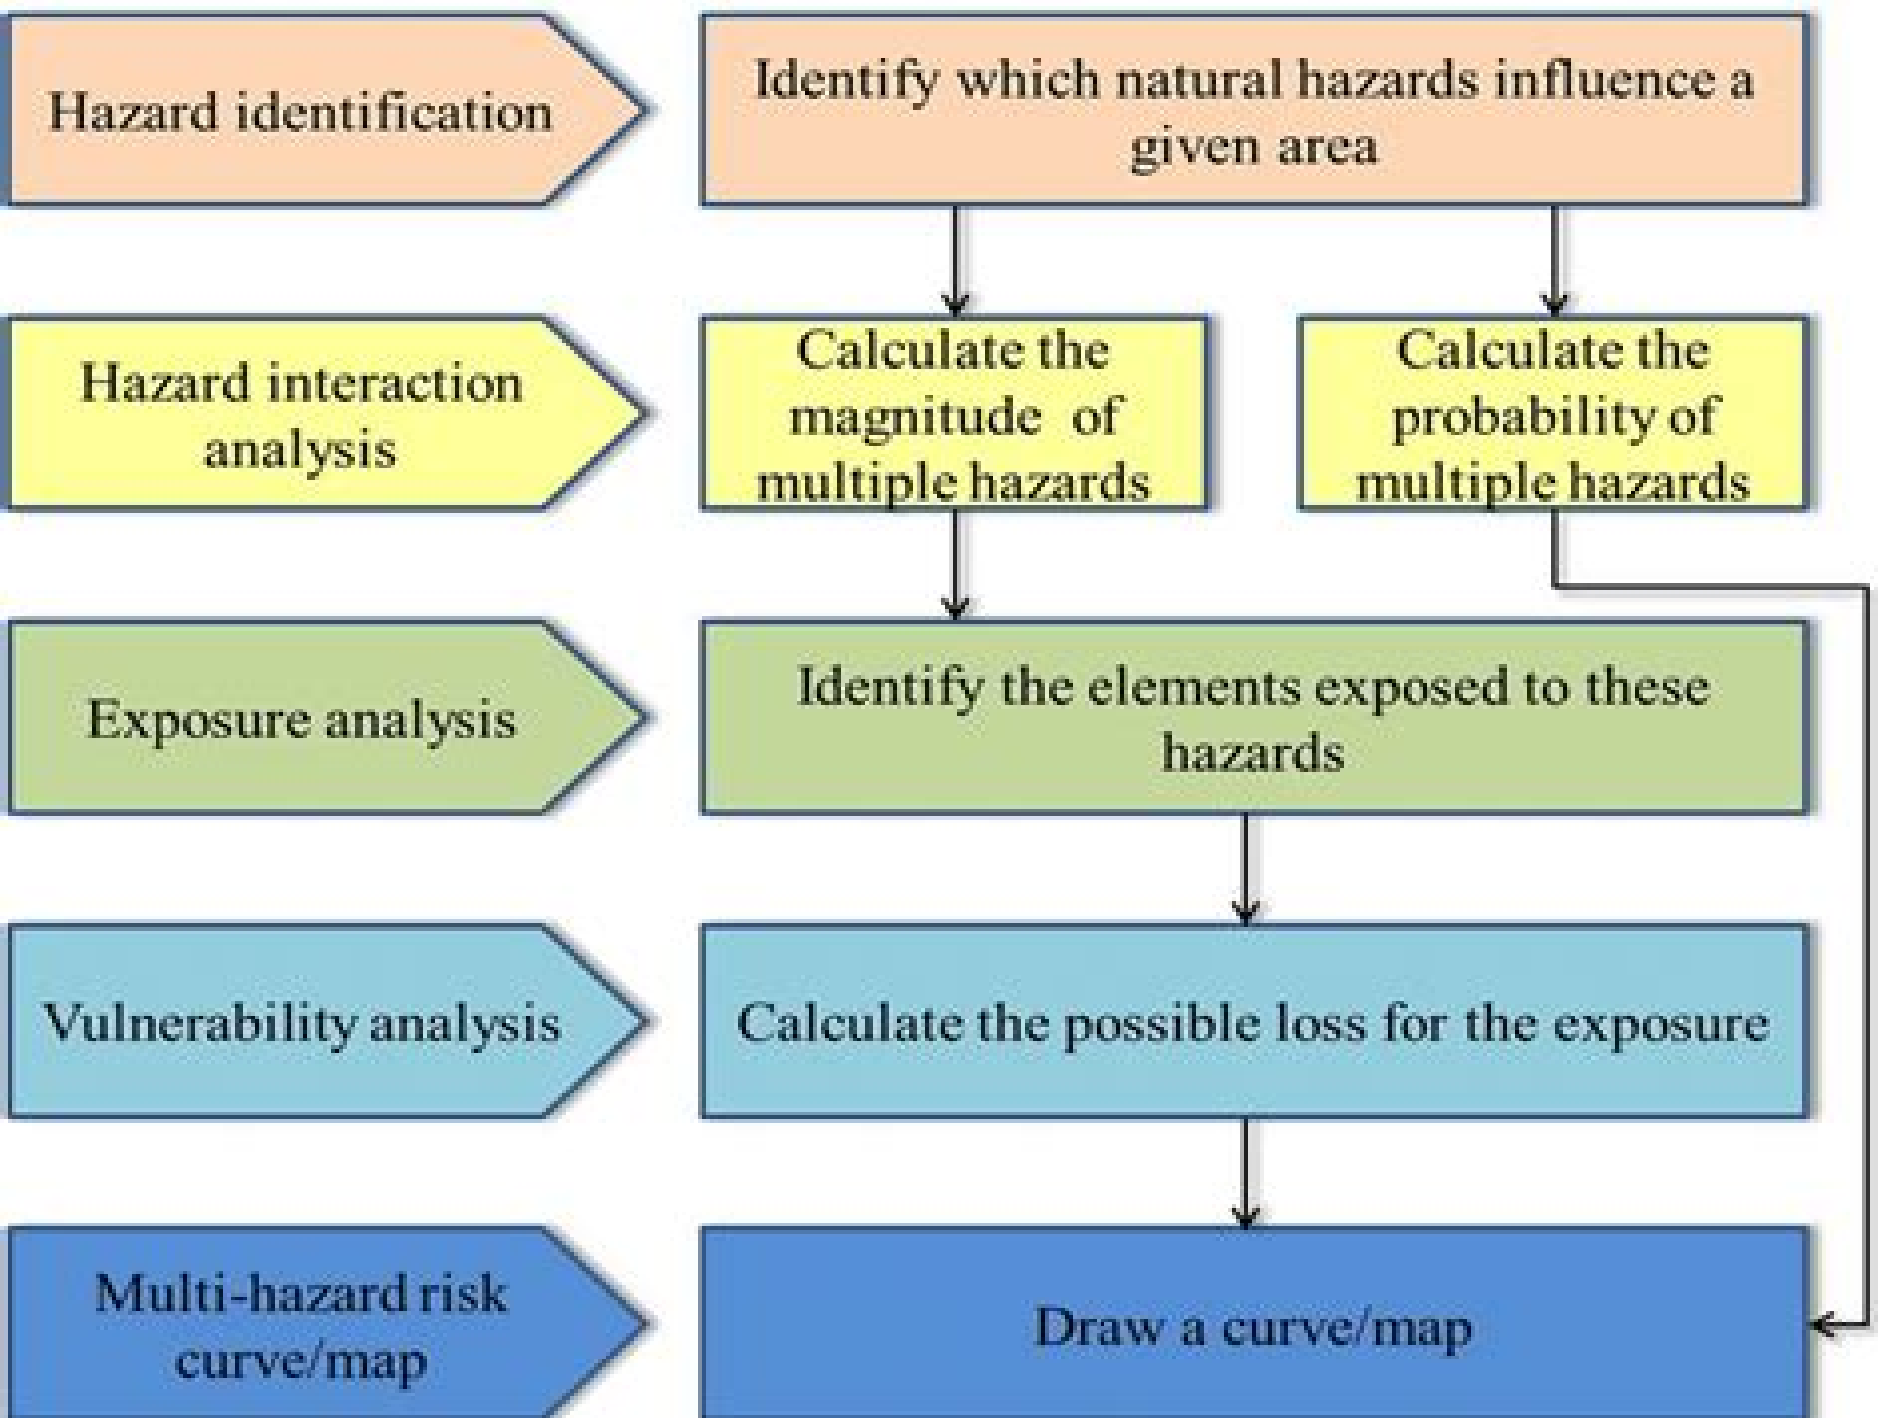 Hazard identification
Identify which natural hazards influence a
given area
Hazard interaction
analysis
Calculate the
magnitude of
multiple hazards
Calculate the
probability of
multiple hazards
Exposure analysis
Identify the elements exposed to these
hazards
Vulnerability analysis
Calculate the possible loss for the exposure
Multi-hazard risk
curve/map
Draw a curve/map